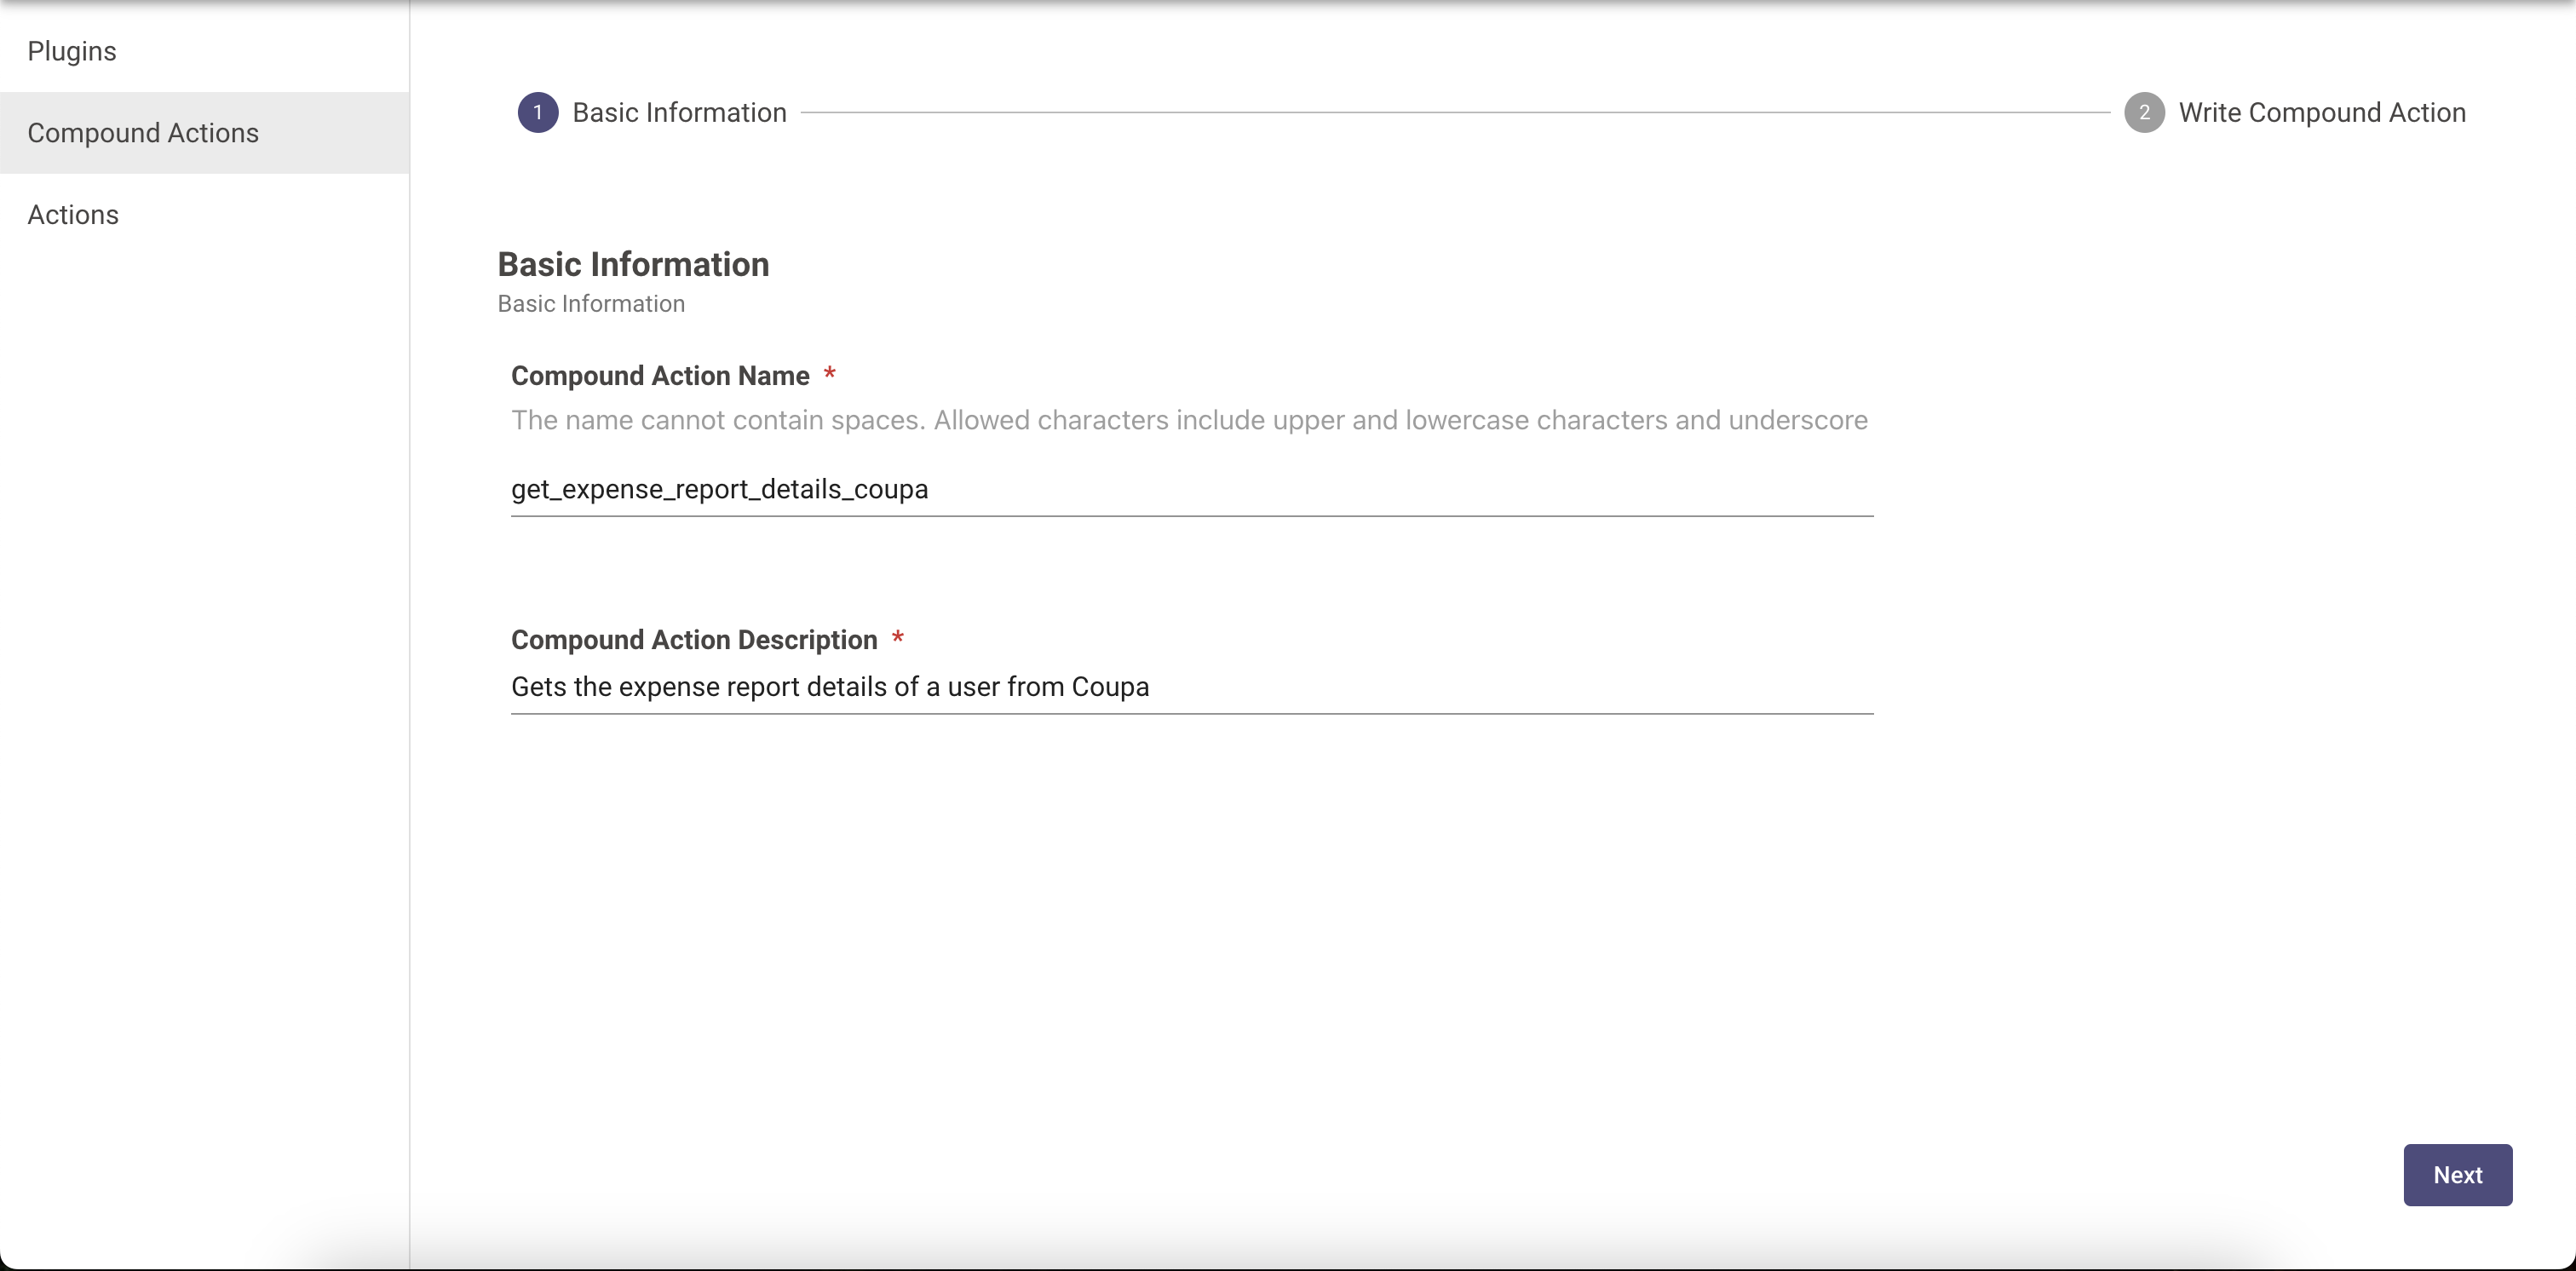 Plugins
Compound Actions
Actions
1 Basic Information
2 Write Compound Action
Basic Information
Basic Information
Compound Action Name *
The name cannot contain spaces. Allowed characters include upper and lowercase characters and underscore
get_expense_report_details_coupa
Compound Action Description *
Gets the expense report details of a user from Coupa
Next